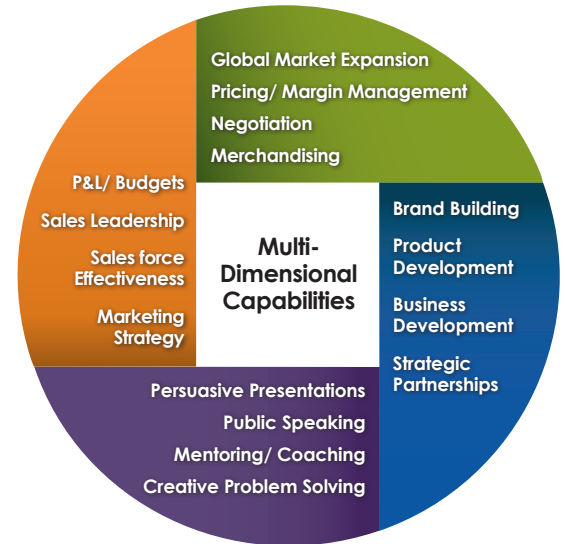 Global Market Expansion
Pricing/ Margin Management
Negotiation
Merchandising
P&L/ Budgets
Sales Leadership
Sales force
Effectiveness
Marketing
Strategy
Multi-
Dimensional
Capabilities
Brand Building
Product
Development
Business
Development
Strategic
Partnerships
Persuasive Presentations
Public Speaking
Mentoring/ Coaching
Creative Problem Solving